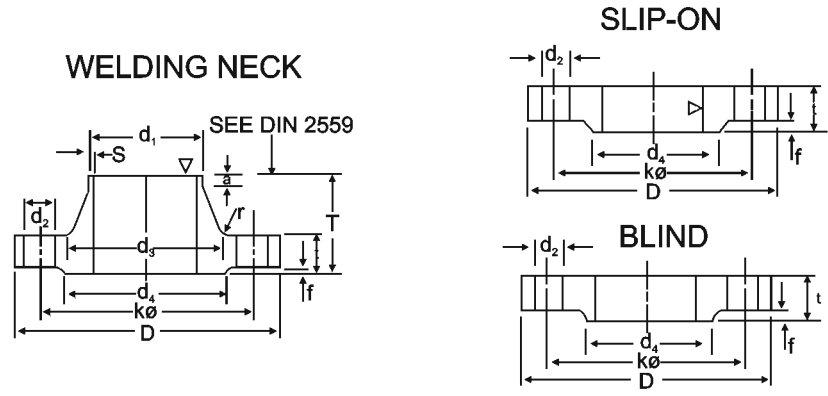 WELDING NECK
SEE DIN 2559
d₁
S
a
d₂
r
T
d₃
t
f
d₄
kø
D
SLIP-ON
d₂
t
f
d₄
kø
D
BLIND
d₂
t
f
d₄
kø
D